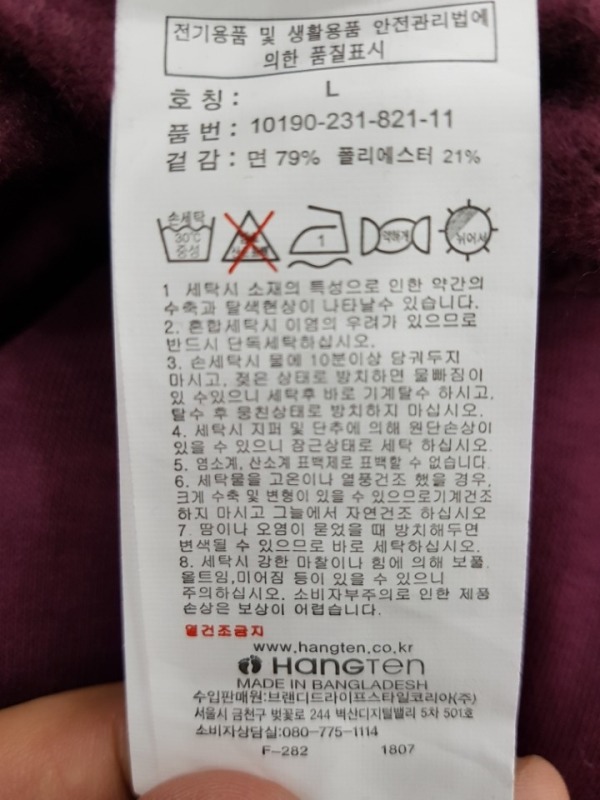 전기용품 및 생활용품 안전관리법에
의한 품질표시
호 칭 : L
품 번 : 10190-231-821-11
겉 감 : 면 79% 폴리에스터 21%
손세탁 30℃ 중성 1 약하게 뉘어서
1 세탁시 소재의 특성으로 인한 약간의
수축과 탈색현상이 나타날수 있습니다.
2. 혼합세탁시 이염의 우려가 있으므로
반드시 단독세탁하십시오.
3. 손세탁시 물에 10분이상 담궈두지
마시고, 젖은 상태로 방치하면 물빠짐이
있 수있으니 세탁후 바로 기계탈수 하시고,
탈수 후 뭉친상태로 방치하지 마십시오.
4. 세탁시 지퍼 및 단추에 의해 원단손상이
있을 수 있으니 잠근상태로 세탁 하십시오.
5. 염소계, 산소계 표백제로 표백할 수 없습니다.
6. 세탁물을 고온이나 열풍건조 했을 경우,
크게 수축 및 변형이 있을 수 있으므로기계건조
하지 마시고 그늘에서 자연건조 하십시오
7. 땀이나 오염이 묻었을 때 방치해두면
변색될 수 있으므로 바로 세탁하십시오.
8. 세탁시 강한 마찰이나 힘에 의해 보풀,
올트임,미어짐 등이 있을 수 있으니
주의하십시오. 소비자부주의로 인한 제품
손상은 보상이 어렵습니다.
열건조금지
www.hangten.co.kr
HANGTEN
MADE IN BANGLADESH
수입판매원:브랜디드라이프스타일코리아(주)
서울시 금천구 벚꽃로 244 벽산디지털밸리 5차 501호
소비자상담실:080-775-1114
F-282 1807